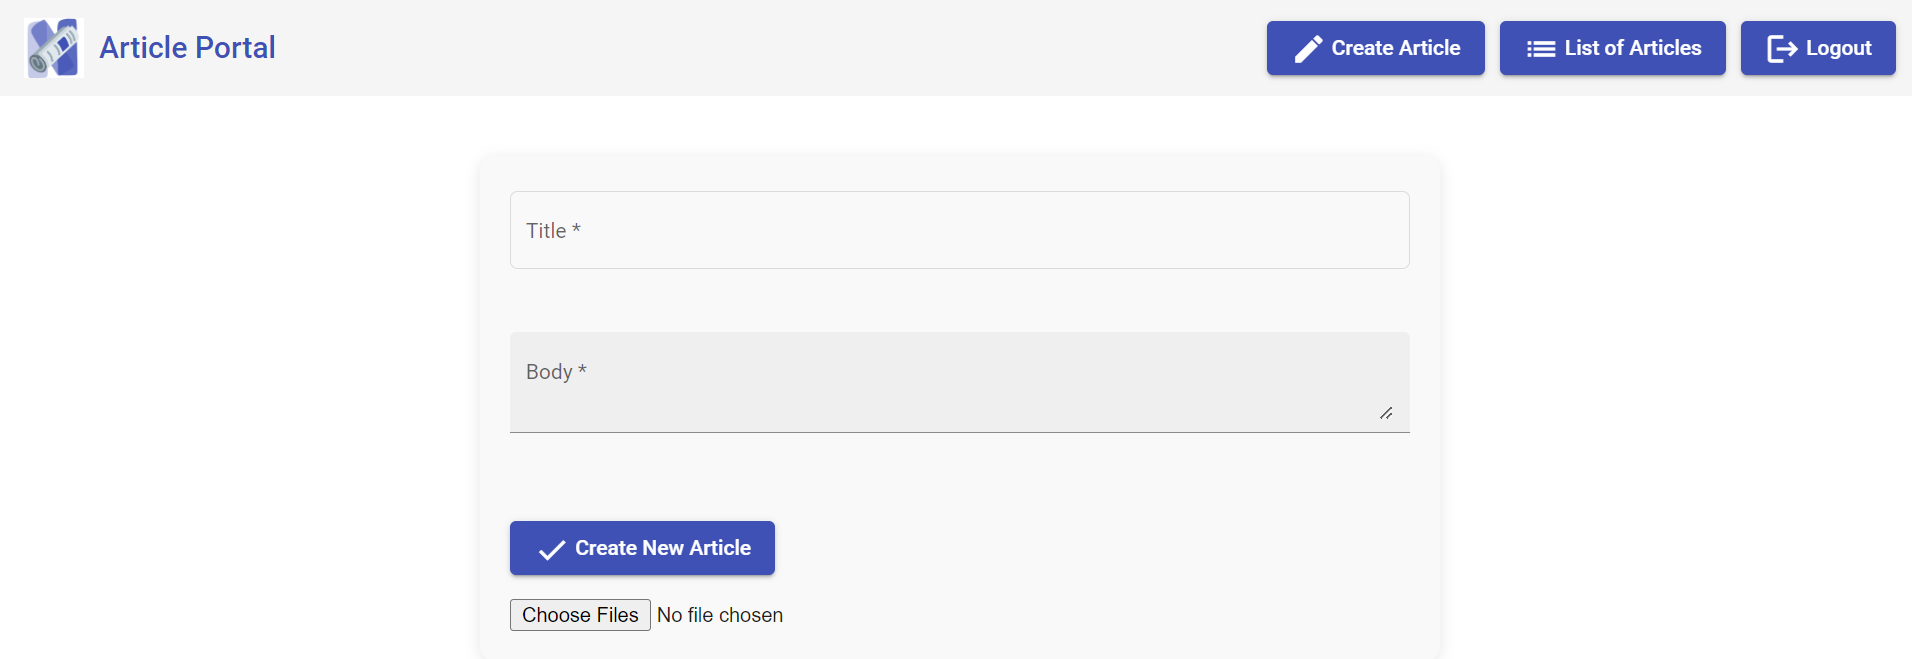 Article Portal
Create Article
List of Articles
Logout
Title *
Body *
Create New Article
Choose Files No file chosen